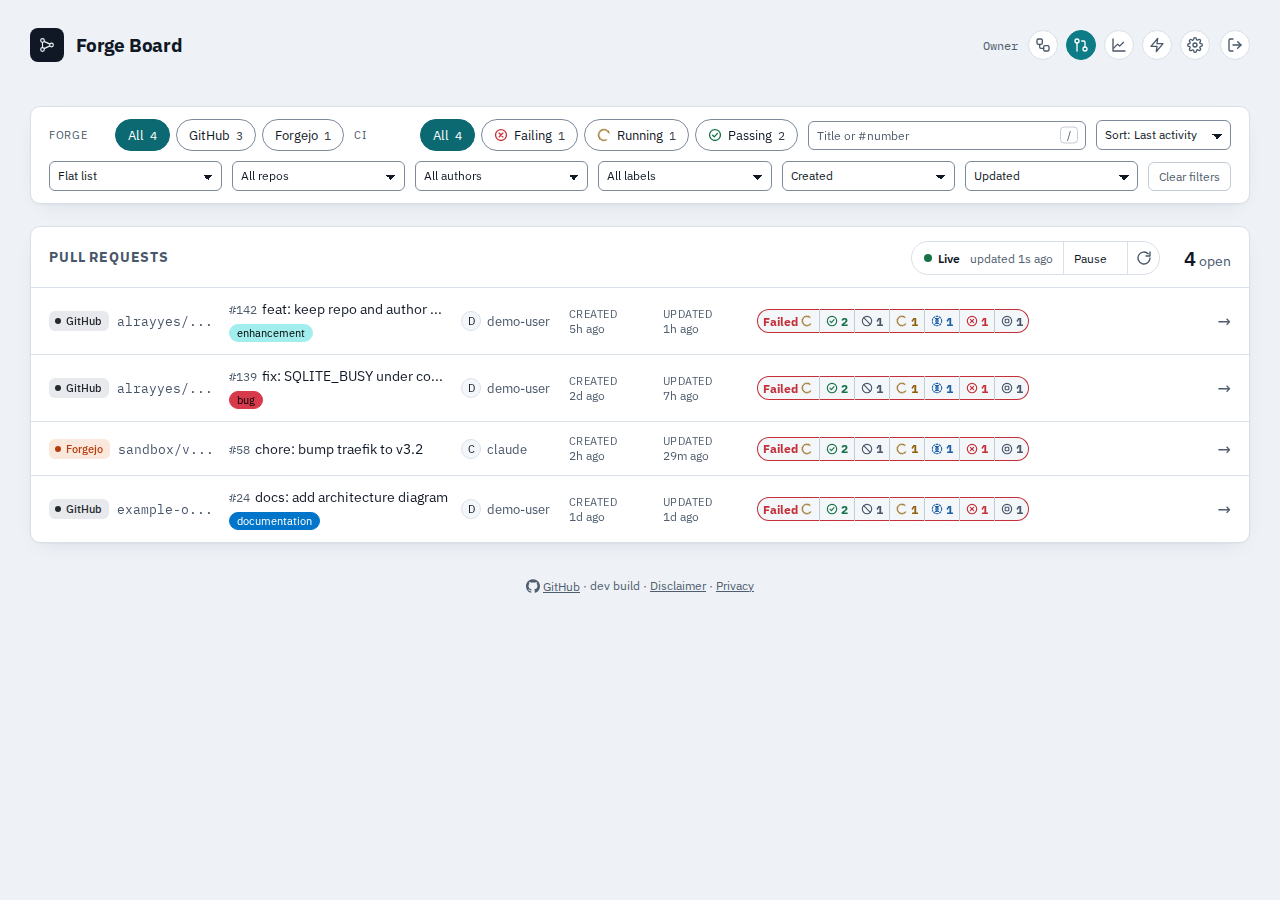 Forge Board
Owner
FORGE All 4 GitHub 3 Forgejo 1 CI All 4 Failing 1 Running 1 Passing 2 Title or #number / Sort: Last activity
Flat list All repos All authors All labels Created Updated Clear filters
PULL REQUESTS Live updated 1s ago Pause 4 open
GitHub alrayyes/... #142 feat: keep repo and author ... D demo-user CREATED UPDATED Failed 2 1 1 1 1 1 →
enhancement 5h ago 1h ago
GitHub alrayyes/... #139 fix: SQLITE_BUSY under co... D demo-user CREATED UPDATED Failed 2 1 1 1 1 1 →
bug 2d ago 7h ago
Forgejo sandbox/v... #58 chore: bump traefik to v3.2 C claude CREATED UPDATED Failed 2 1 1 1 1 1 →
2h ago 29m ago
GitHub example-o... #24 docs: add architecture diagram D demo-user CREATED UPDATED Failed 2 1 1 1 1 1 →
documentation 1d ago 1d ago
GitHub · dev build · Disclaimer · Privacy